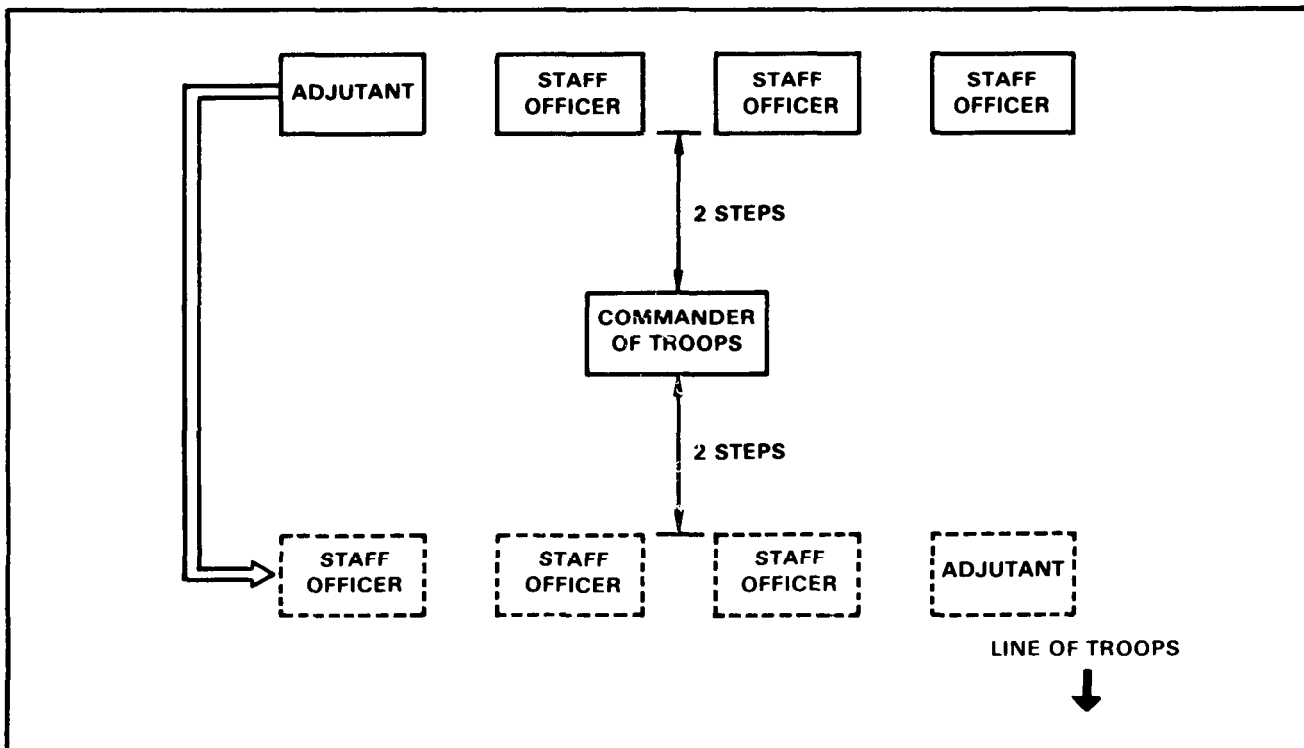 ADJUTANT
STAFF
OFFICER
STAFF
OFFICER
STAFF
OFFICER
2 STEPS
COMMANDER
OF TROOPS
2 STEPS
STAFF
OFFICER
STAFF
OFFICER
STAFF
OFFICER
ADJUTANT
LINE OF TROOPS